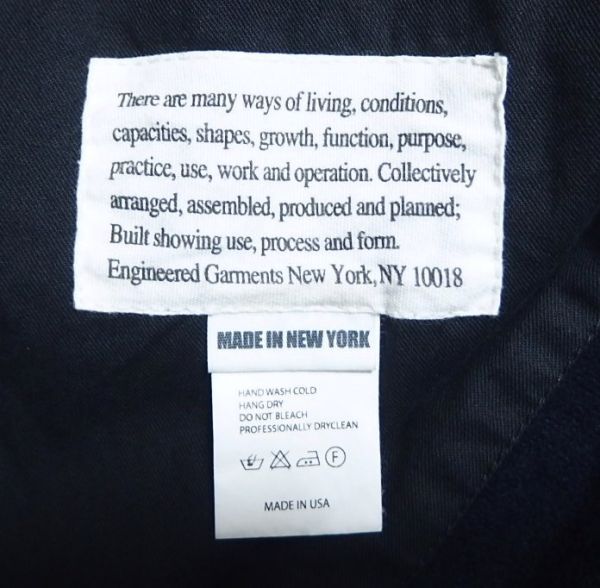 There are many ways of living, conditions,
capacities, shapes, growth, function, purpose,
practice, use, work and operation. Collectively
arranged, assembled, produced and planned;
Built showing use, process and form.
Engineered Garments New York, NY 10018
MADE IN NEW YORK
HAND WASH COLD
HANG DRY
DO NOT BLEACH
PROFESSIONALLY DRYCLEAN
F
MADE IN USA